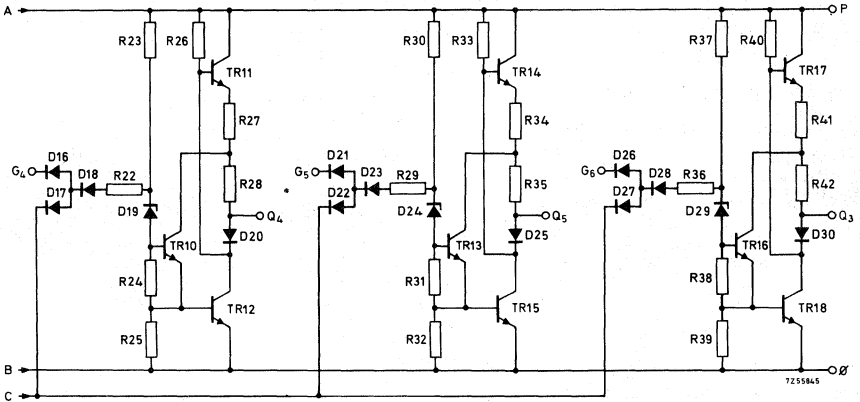 A
P
R23
R26
R30
R33
R37
R40
TR11
TR14
TR17
R27
R34
R41
D16
D21
D26
G4
G5
G6
D18
R22
D23
R29
D28
R36
D17
D22
D27
R28
R35
R42
D19
D24
D29
Q4
Q5
Q3
TR10
D20
TR13
D25
TR16
D30
R24
R31
R38
TR12
TR15
TR18
R25
R32
R39
B
Ø
7Z55845
C